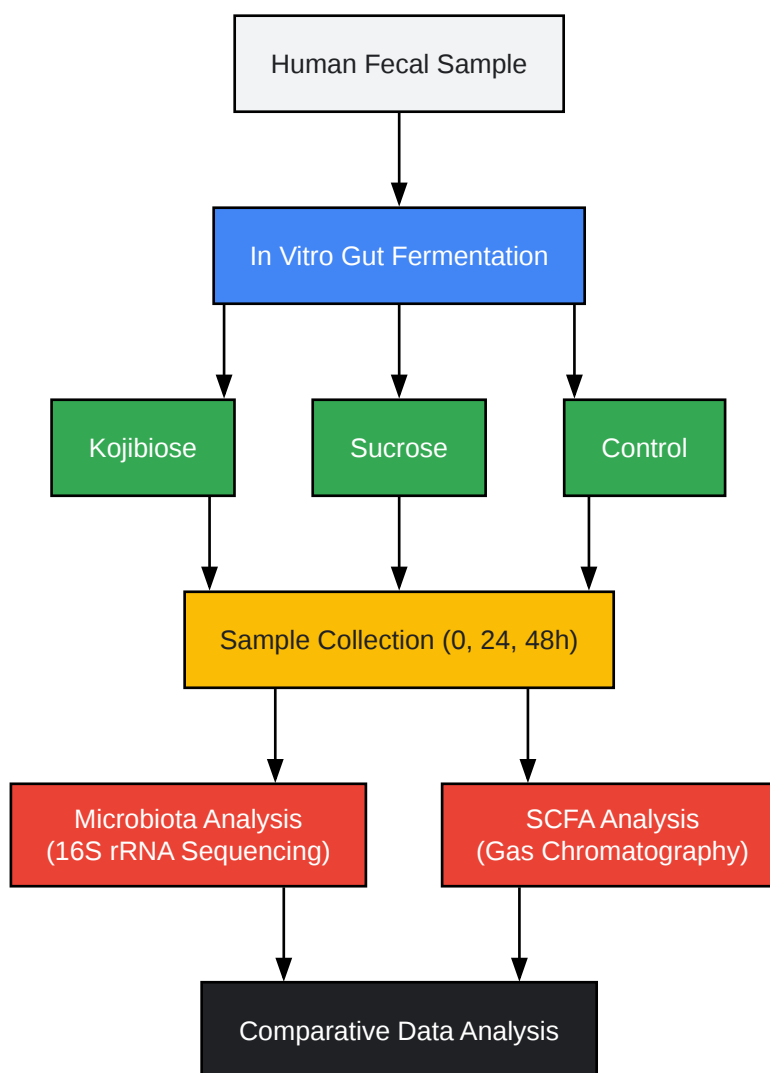 Human Fecal Sample
In Vitro Gut Fermentation
Kojibiose
Sucrose
Control
Sample Collection (0, 24, 48h)
Microbiota Analysis
(16S rRNA Sequencing)
SCFA Analysis
(Gas Chromatography)
Comparative Data Analysis